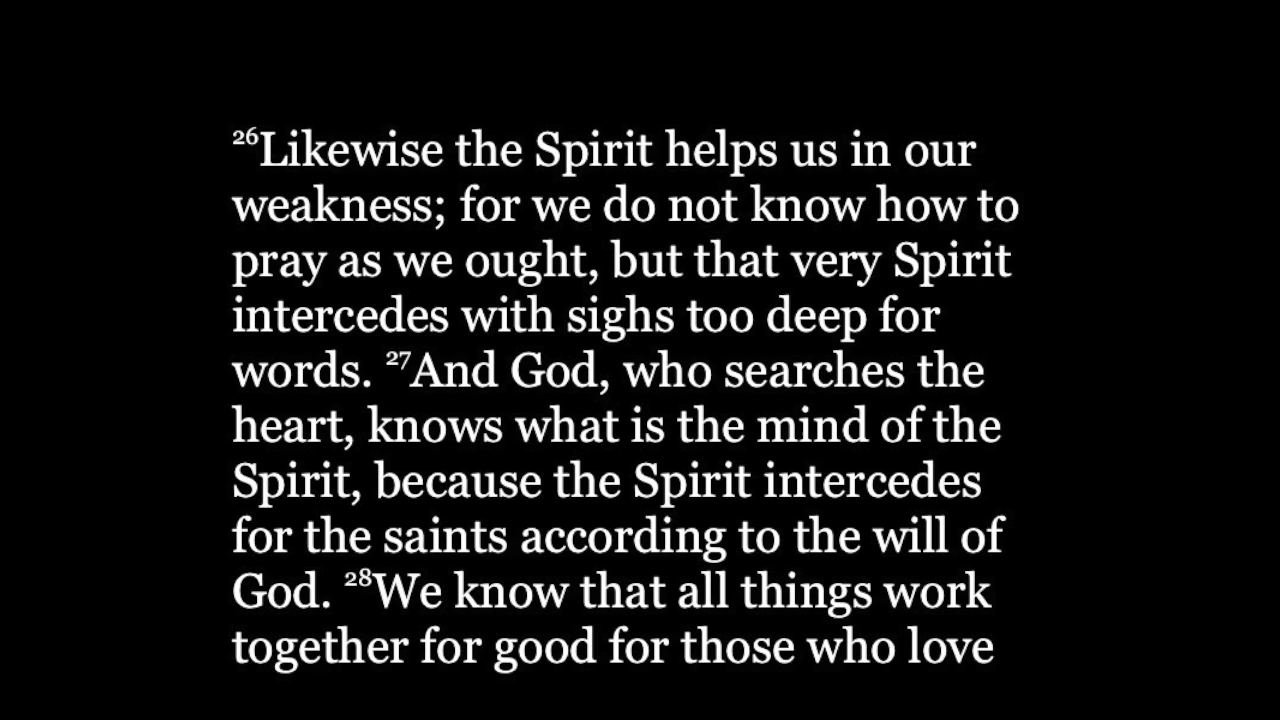 26Likewise the Spirit helps us in our
weakness; for we do not know how to
pray as we ought, but that very Spirit
intercedes with sighs too deep for
words. 27And God, who searches the
heart, knows what is the mind of the
Spirit, because the Spirit intercedes
for the saints according to the will of
God. 28We know that all things work
together for good for those who love